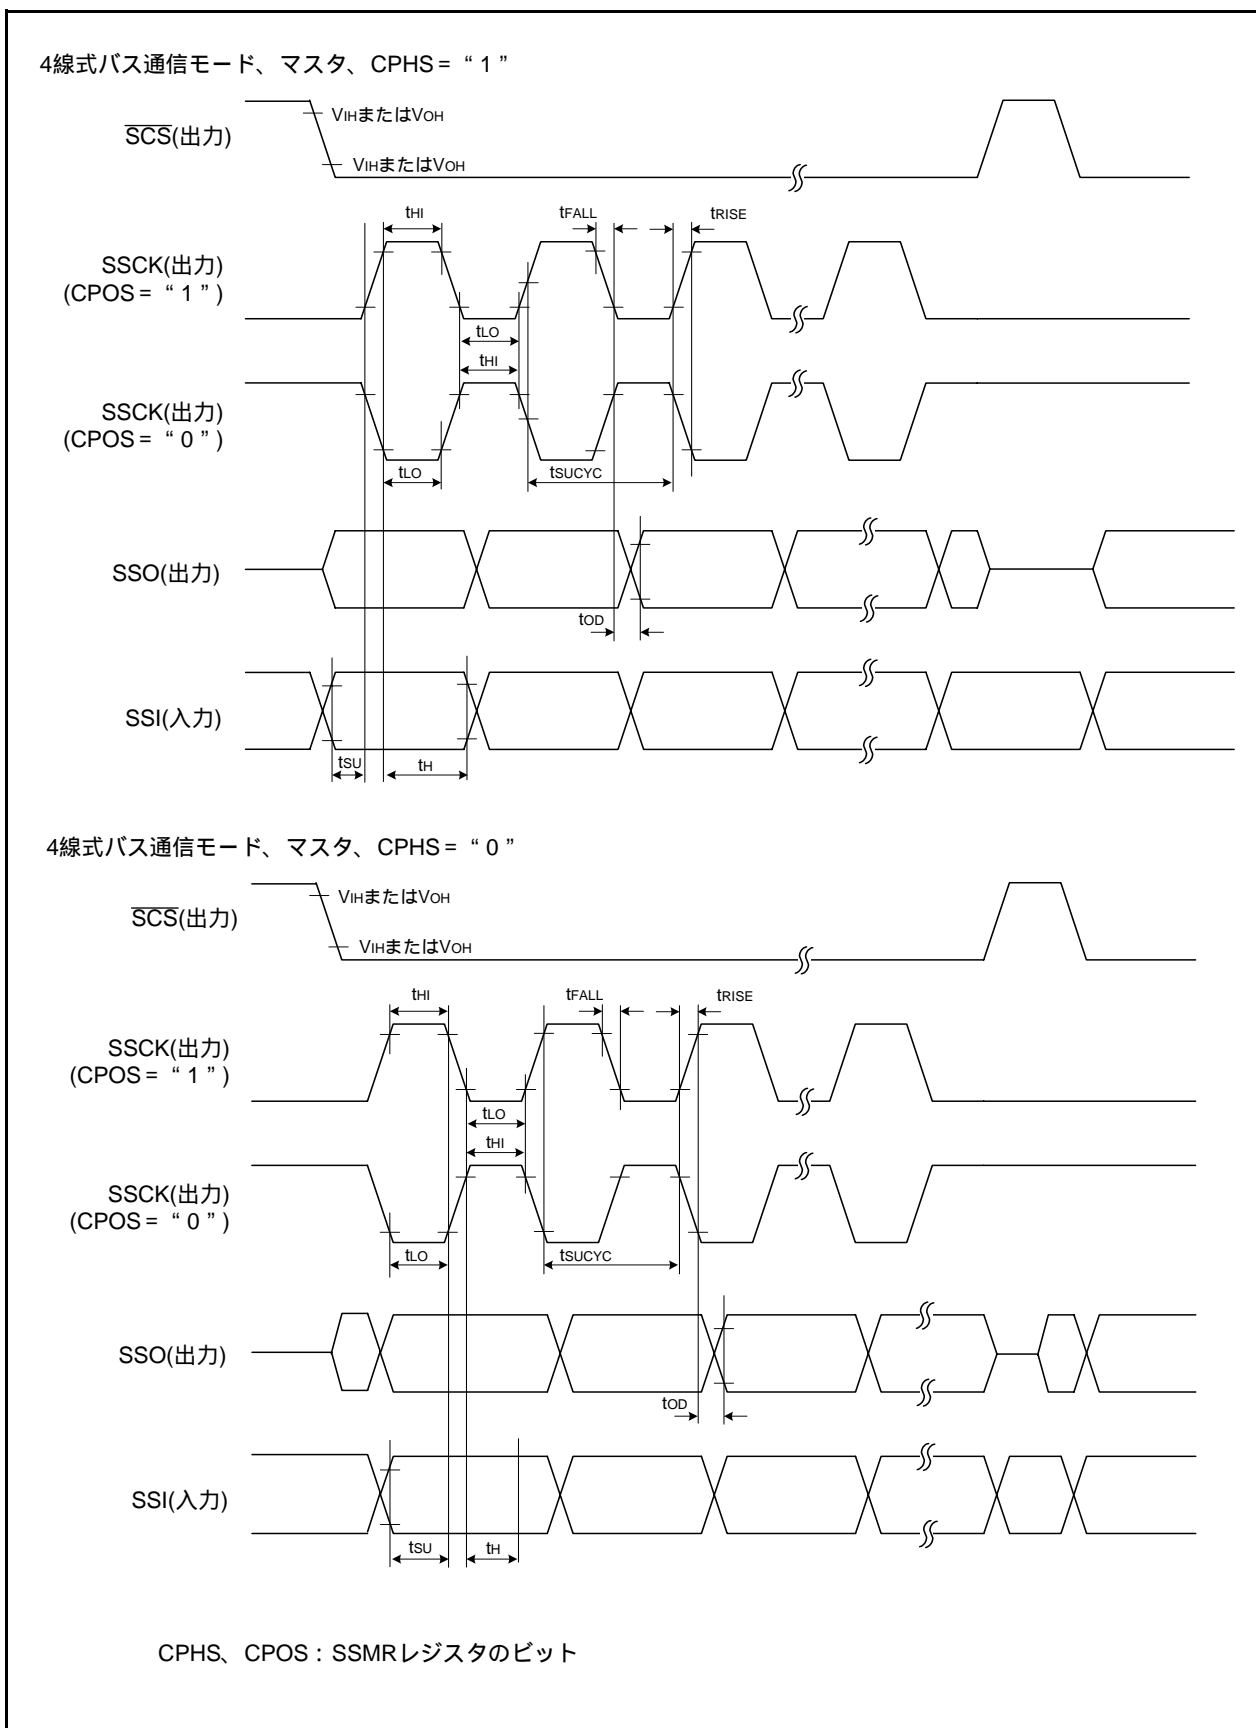 4線式バス通信モード、マスタ、CPHS = “ 1 ”
VIHまたはVOH
SCS(出力)
VIHまたはVOH
tHI
tFALL
tRISE
SSCK(出力)
(CPOS = “ 1 ” )
tLO
tHI
SSCK(出力)
(CPOS = “ 0 ” )
tLO
tSUCYC
SSO(出力)
tOD
SSI(入力)
tSU
tH
4線式バス通信モード、マスタ、CPHS = “ 0 ”
VIHまたはVOH
SCS(出力)
VIHまたはVOH
tHI
tFALL
tRISE
SSCK(出力)
(CPOS = “ 1 ” )
tLO
tHI
SSCK(出力)
(CPOS = “ 0 ” )
tLO
tSUCYC
SSO(出力)
tOD
SSI(入力)
tSU
tH
CPHS、CPOS : SSMRレジスタのビット